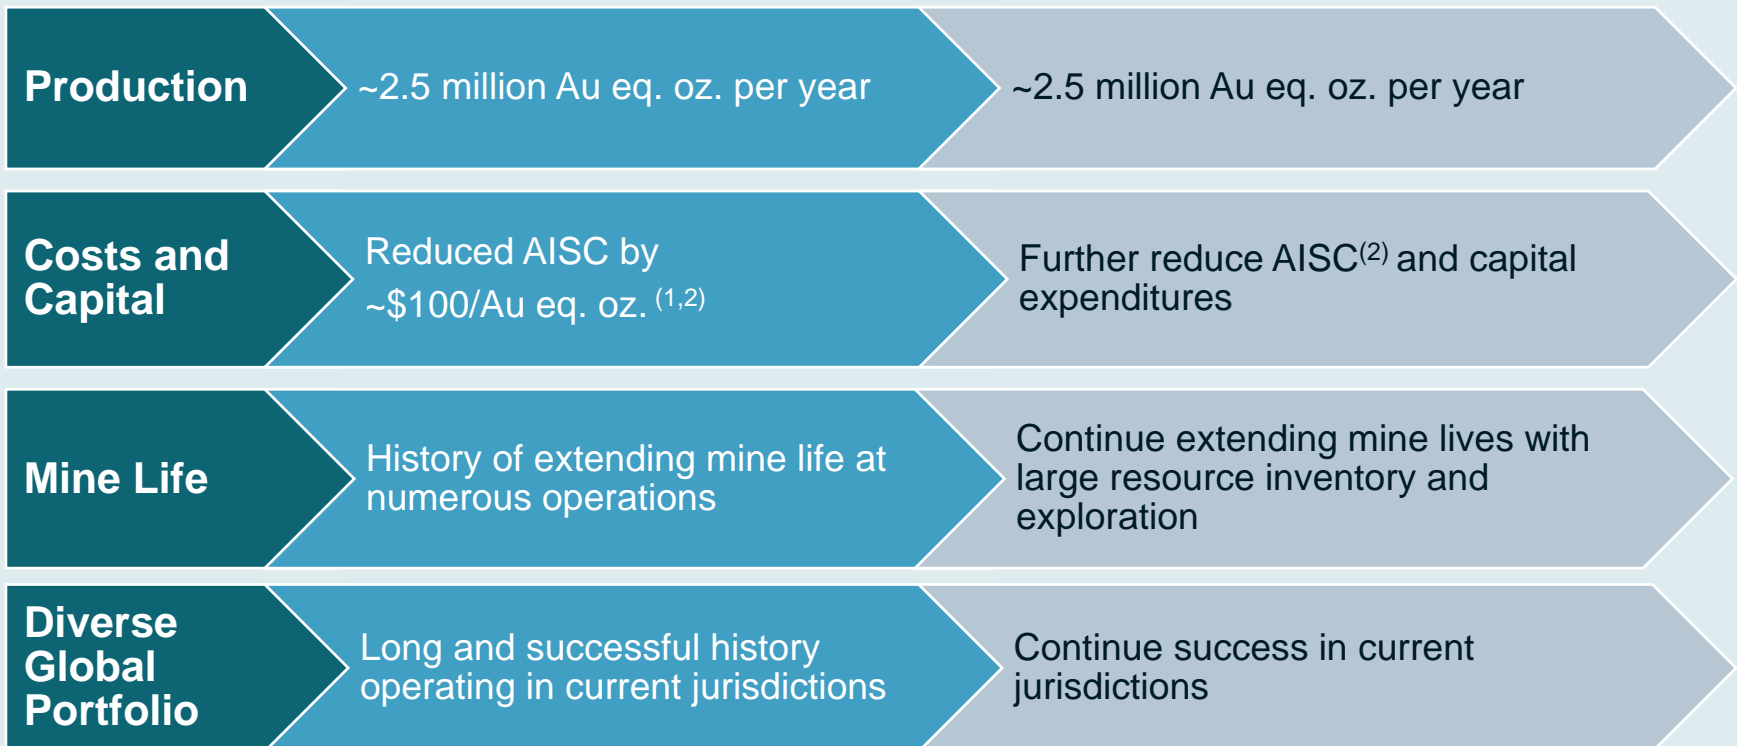 Production
~2.5 million Au eq. oz. per year
~2.5 million Au eq. oz. per year
Costs and
Capital
Reduced AISC by
~$100/Au eq. oz. (1,2)
Further reduce AISC(2) and capital
expenditures
Mine Life
History of extending mine life at
numerous operations
Continue extending mine lives with
large resource inventory and
exploration
Diverse
Global
Portfolio
Long and successful history
operating in current jurisdictions
Continue success in current
jurisdictions